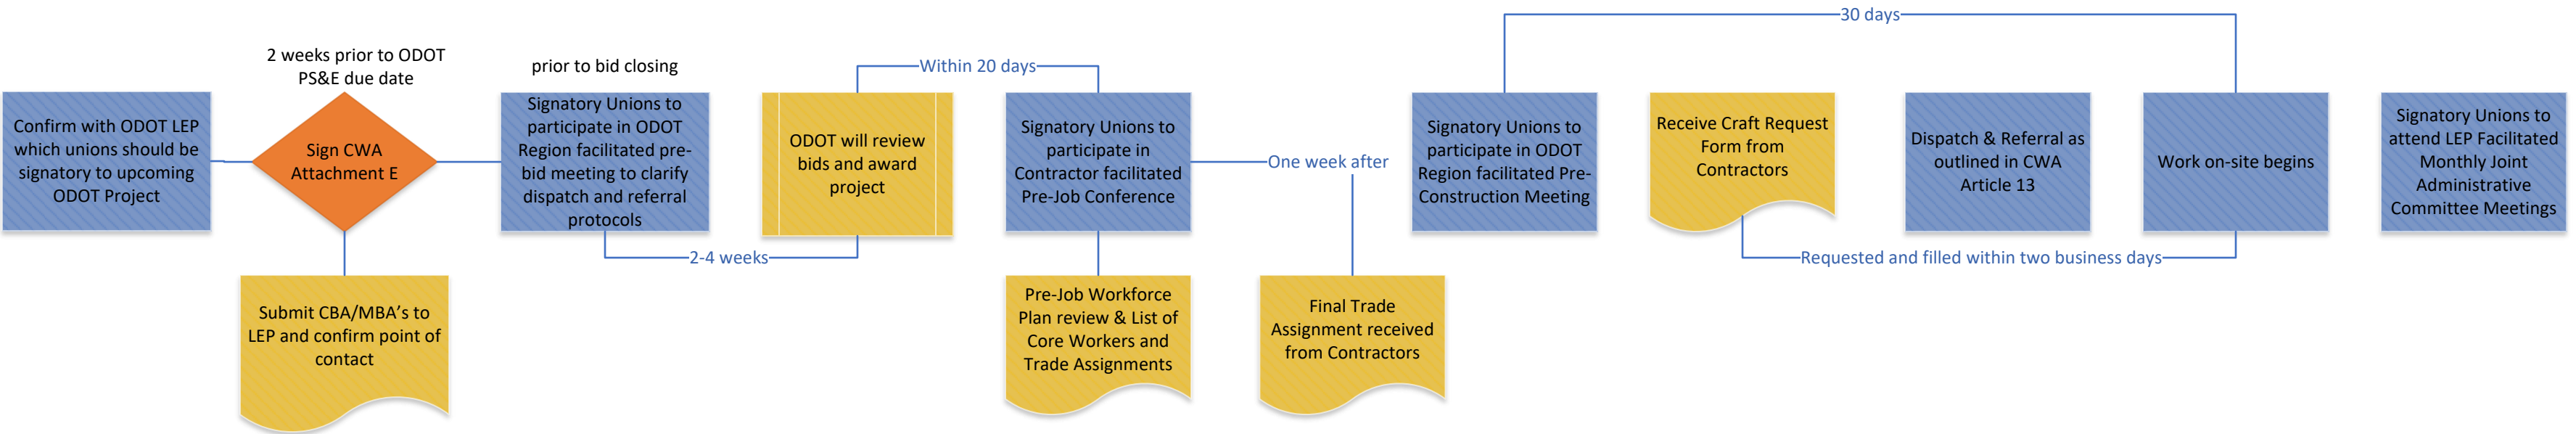 Confirm with ODOT LEP
which unions should be
signatory to upcoming
ODOT Project
2 weeks prior to ODOT
PS&E due date
Sign CWA
Attachment E
Submit CBA/MBA's to
LEP and confirm point of
contact
prior to bid closing
Signatory Unions to
participate in ODOT
Region facilitated pre-
bid meeting to clarify
dispatch and referral
protocols
2-4 weeks
ODOT will review
bids and award
project
Within 20 days
Signatory Unions to
participate in
Contractor facilitated
Pre-Job Conference
Pre-Job Workforce
Plan review & List of
Core Workers and
Trade Assignments
One week after
Final Trade
Assignment received
from Contractors
Signatory Unions to
participate in ODOT
Region facilitated Pre-
Construction Meeting
30 days
Receive Craft Request
Form from
Contractors
Dispatch & Referral as
outlined in CWA
Article 13
Requested and filled within two business days
Work on-site begins
Signatory Unions to
attend LEP Facilitated
Monthly Joint
Administrative
Committee Meetings